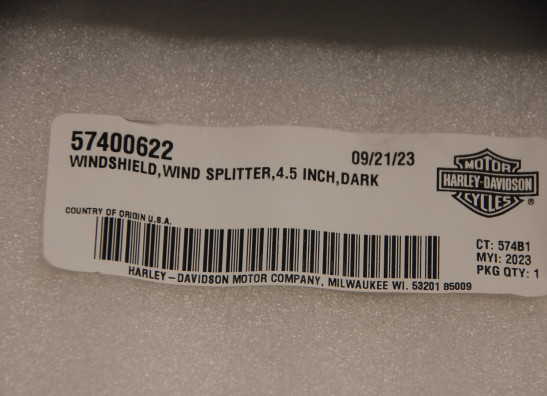 57400622 09/21/23
WINDSHIELD,WIND SPLITTER,4.5 INCH,DARK
MOTOR
HARLEY-DAVIDSON
CYCLES ®
COUNTRY OF ORIGIN U.S.A.
CT: 574B1
MYI: 2023
PKG QTY: 1
HARLEY-DAVIDSON MOTOR COMPANY, MILWAUKEE WI. 53201 85009